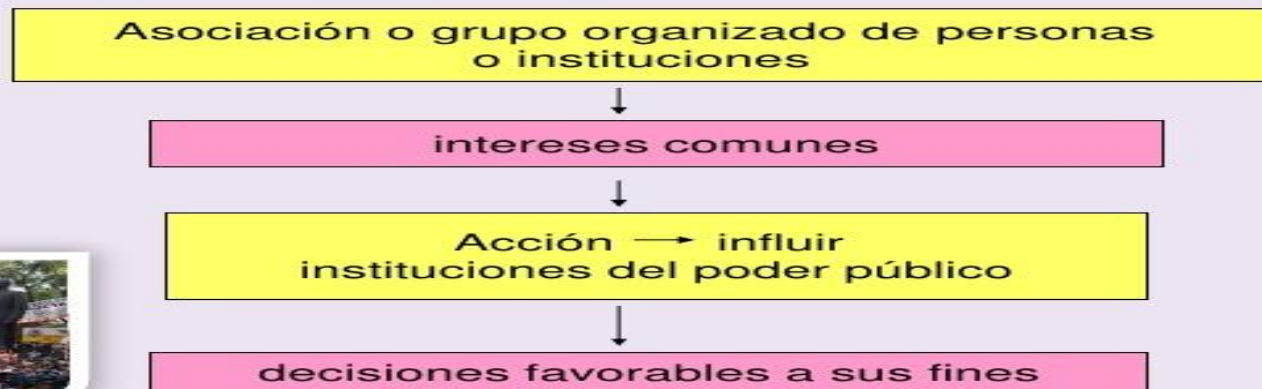 Asociación o grupo organizado de personas
o instituciones
intereses comunes
Acción → influir
instituciones del poder público
decisiones favorables a sus fines